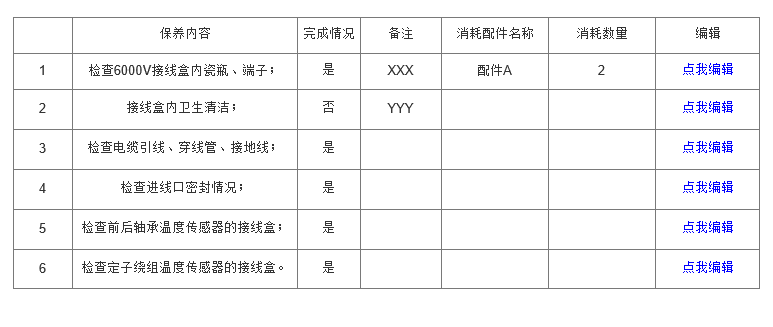 保养内容 完成情况 备注 消耗配件名称 消耗数量 编辑
1 检查6000V接线盒内瓷瓶、端子； 是 XXX 配件A 2 点我编辑
2 接线盒内卫生清洁； 否 YYY 点我编辑
3 检查电缆引线、穿线管、接地线； 是 点我编辑
4 检查进线口密封情况； 是 点我编辑
5 检查前后轴承温度传感器的接线盒； 是 点我编辑
6 检查定子绕组温度传感器的接线盒。 是 点我编辑